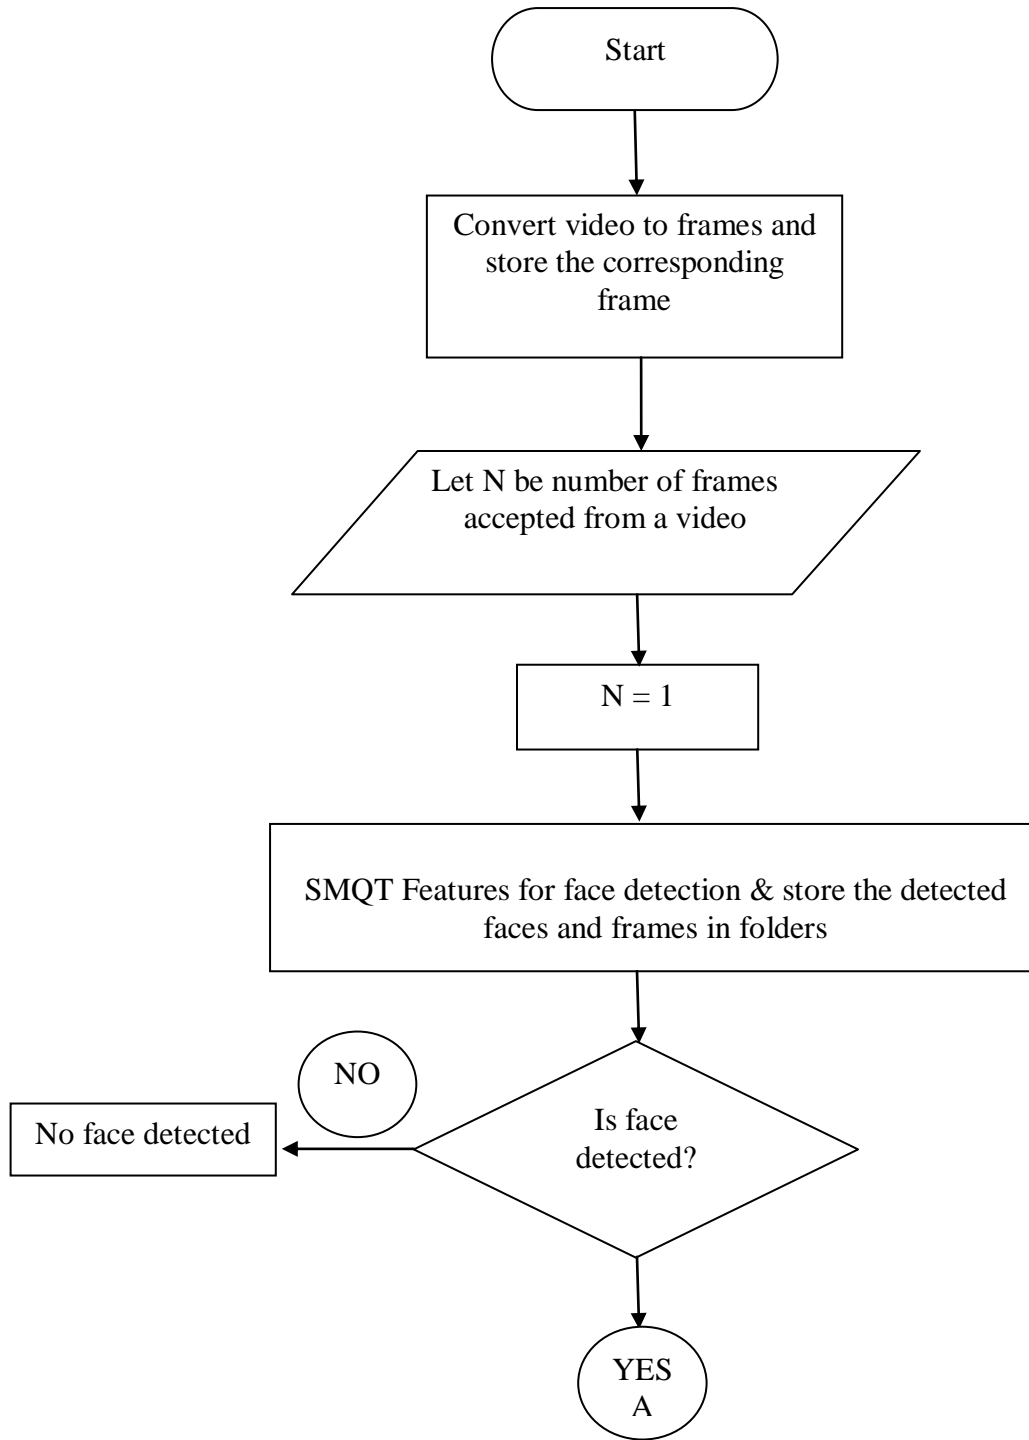 Start
Convert video to frames and
store the corresponding
frame
Let N be number of frames
accepted from a video
N = 1
SMQT Features for face detection & store the detected
faces and frames in folders
NO
No face detected
Is face
detected?
YES
A